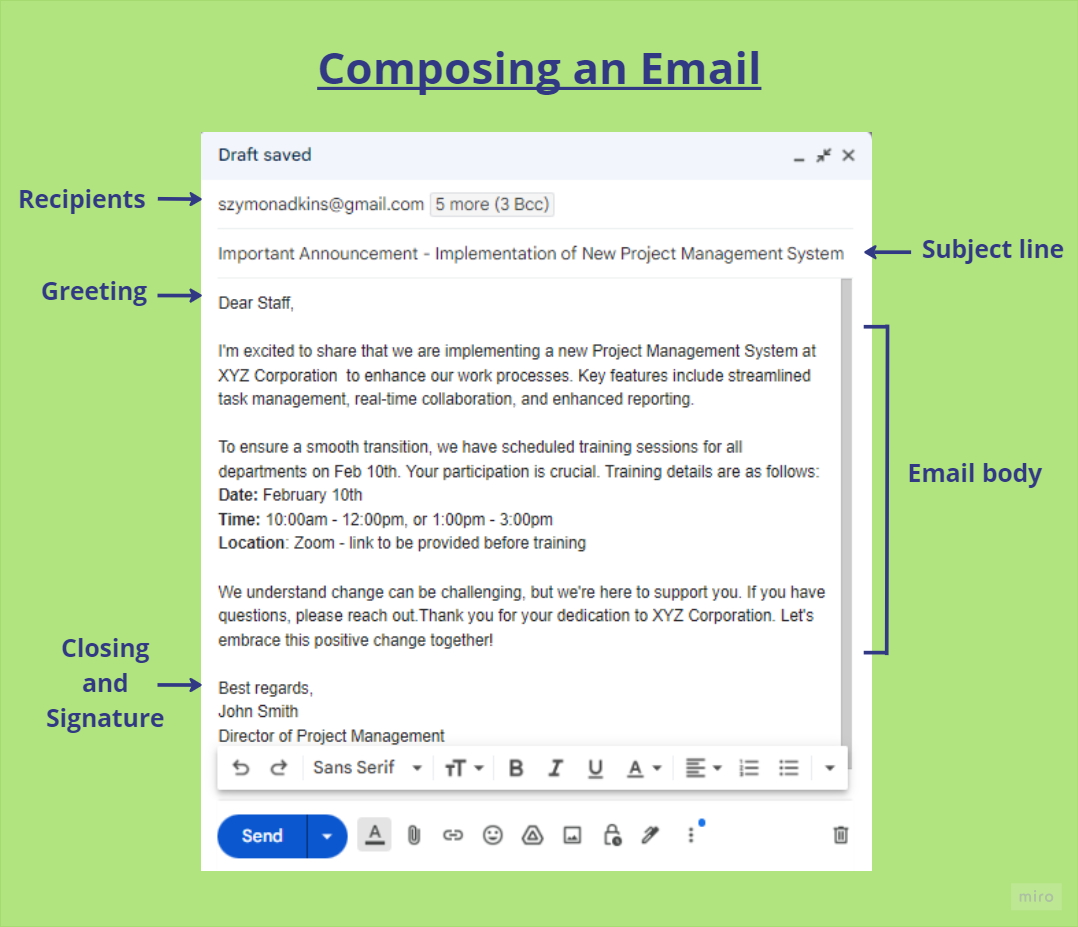 Composing an Email
Draft saved
Recipients
szymonadkins@gmail.com 5 more (3 Bcc)
Important Announcement - Implementation of New Project Management System
Subject line
Greeting
Dear Staff,
I'm excited to share that we are implementing a new Project Management System at
XYZ Corporation  to enhance our work processes. Key features include streamlined
task management, real-time collaboration, and enhanced reporting.
To ensure a smooth transition, we have scheduled training sessions for all
departments on Feb 10th. Your participation is crucial. Training details are as follows:
Date: February 10th
Time: 10:00am - 12:00pm, or 1:00pm - 3:00pm
Location: Zoom - link to be provided before training
Email body
We understand change can be challenging, but we're here to support you. If you have
questions, please reach out.Thank you for your dedication to XYZ Corporation. Let's
embrace this positive change together!
Closing
and
Signature
Best regards,
John Smith
Director of Project Management
Sans Serif
Send
miro